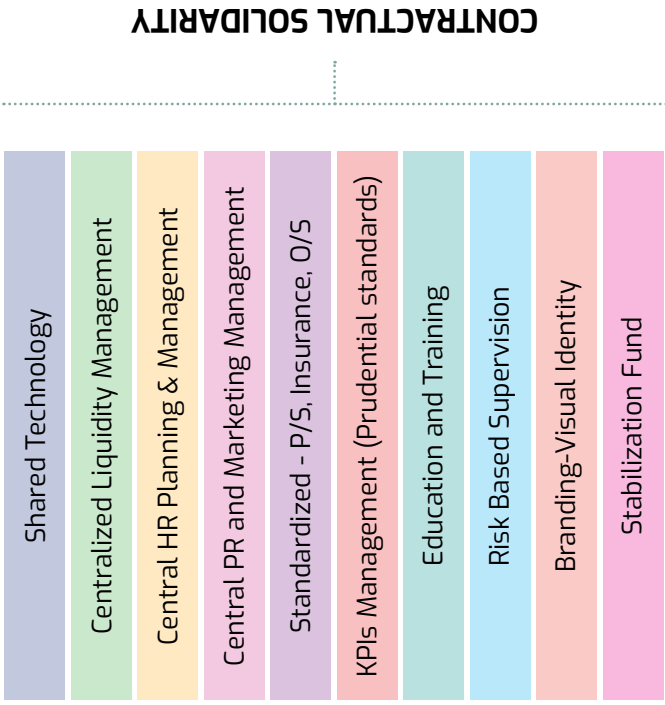 CONTRACTUAL SOLIDARITY
Shared Technology
Centralized Liquidity Management
Central HR Planning & Management
Central PR and Marketing Management
Standardized - P/S, Insurance, O/S
KPIs Management (Prudential standards)
Education and Training
Risk Based Supervision
Branding-Visual Identity
Stabilization Fund